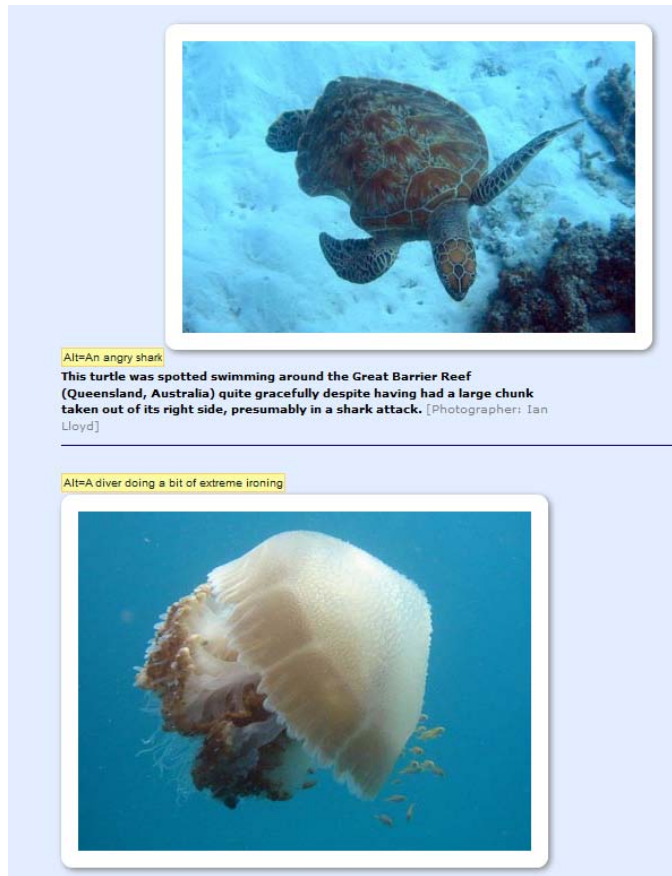 Alt=An angry shark
This turtle was spotted swimming around the Great Barrier Reef
(Queensland, Australia) quite gracefully despite having had a large chunk
taken out of its right side, presumably in a shark attack. [Photographer: Ian
Lloyd]
Alt=A diver doing a bit of extreme ironing